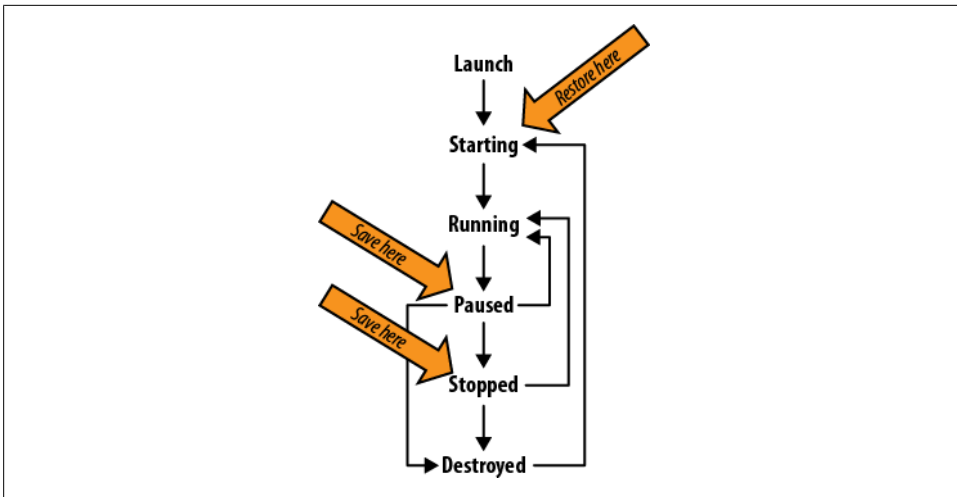 Launch
Restore here
Starting
Running
Save here
Paused
Save here
Stopped
Destroyed